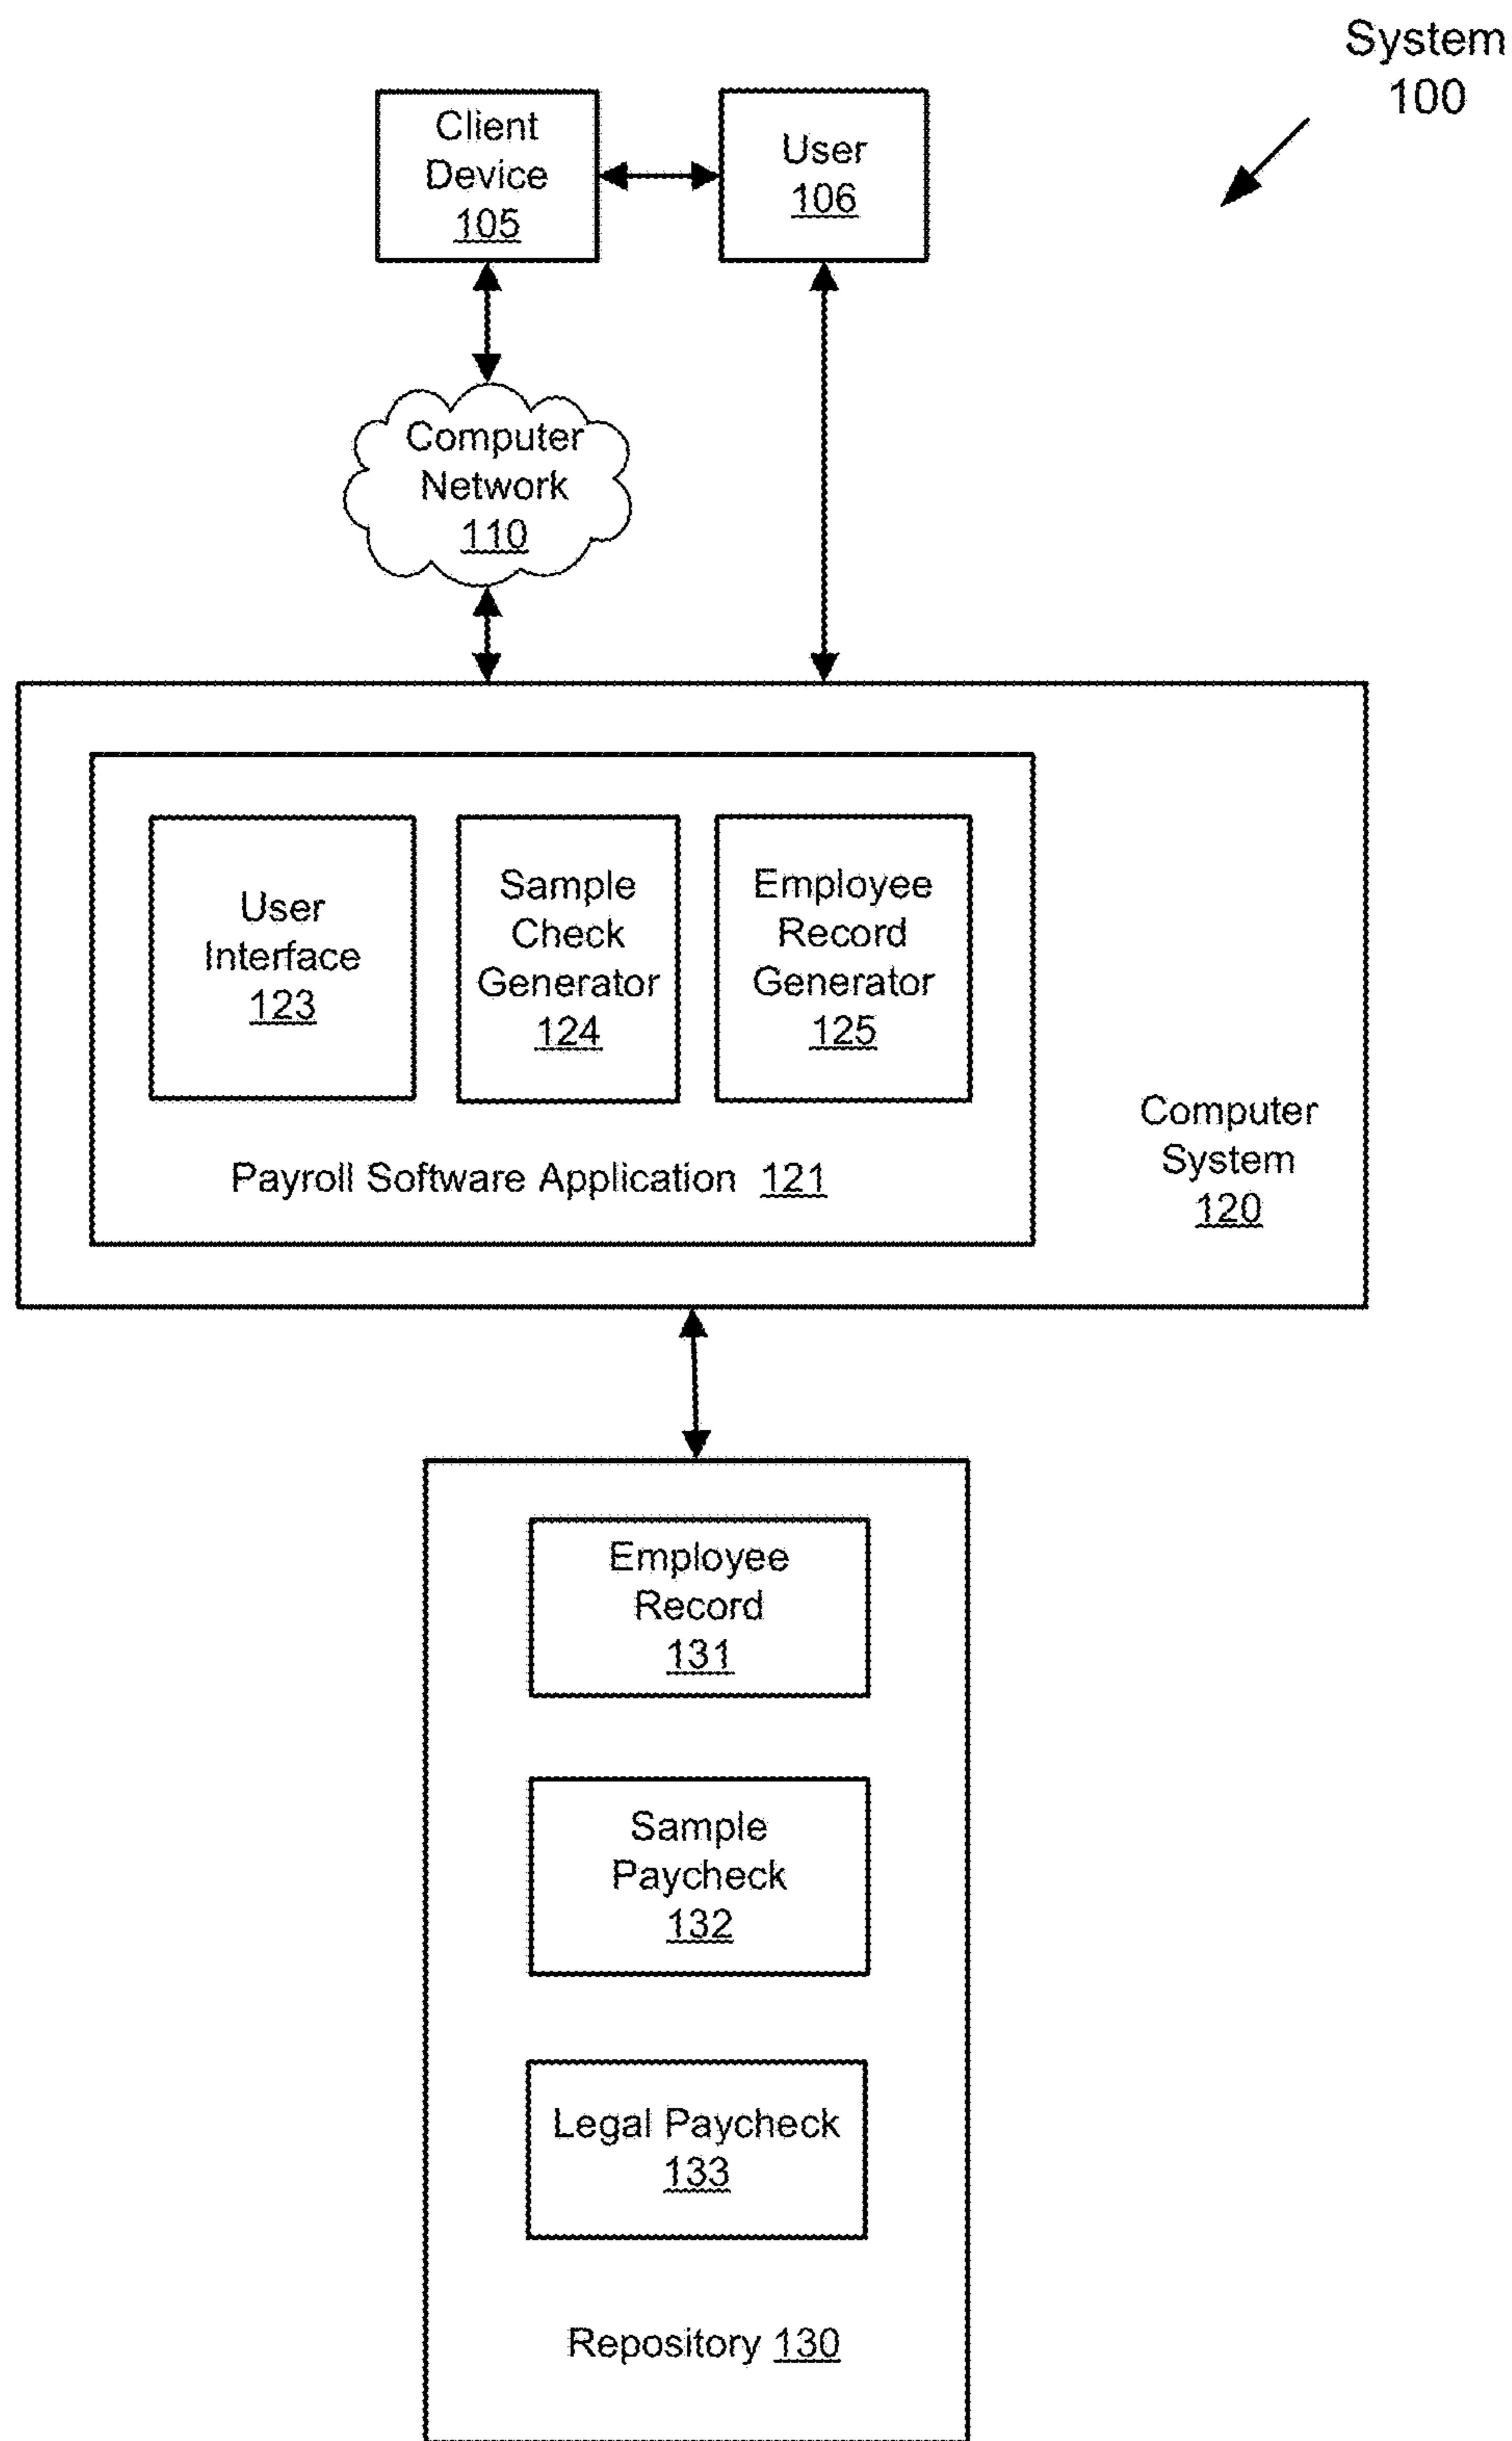 System
100
Client
Device
105
User
106
Computer
Network
110
User
Interface
123
Sample
Check
Generator
124
Employee
Record
Generator
125
Payroll Software Application 121
Computer
System
120
Employee
Record
131
Sample
Paycheck
132
Legal Paycheck
133
Repository 130